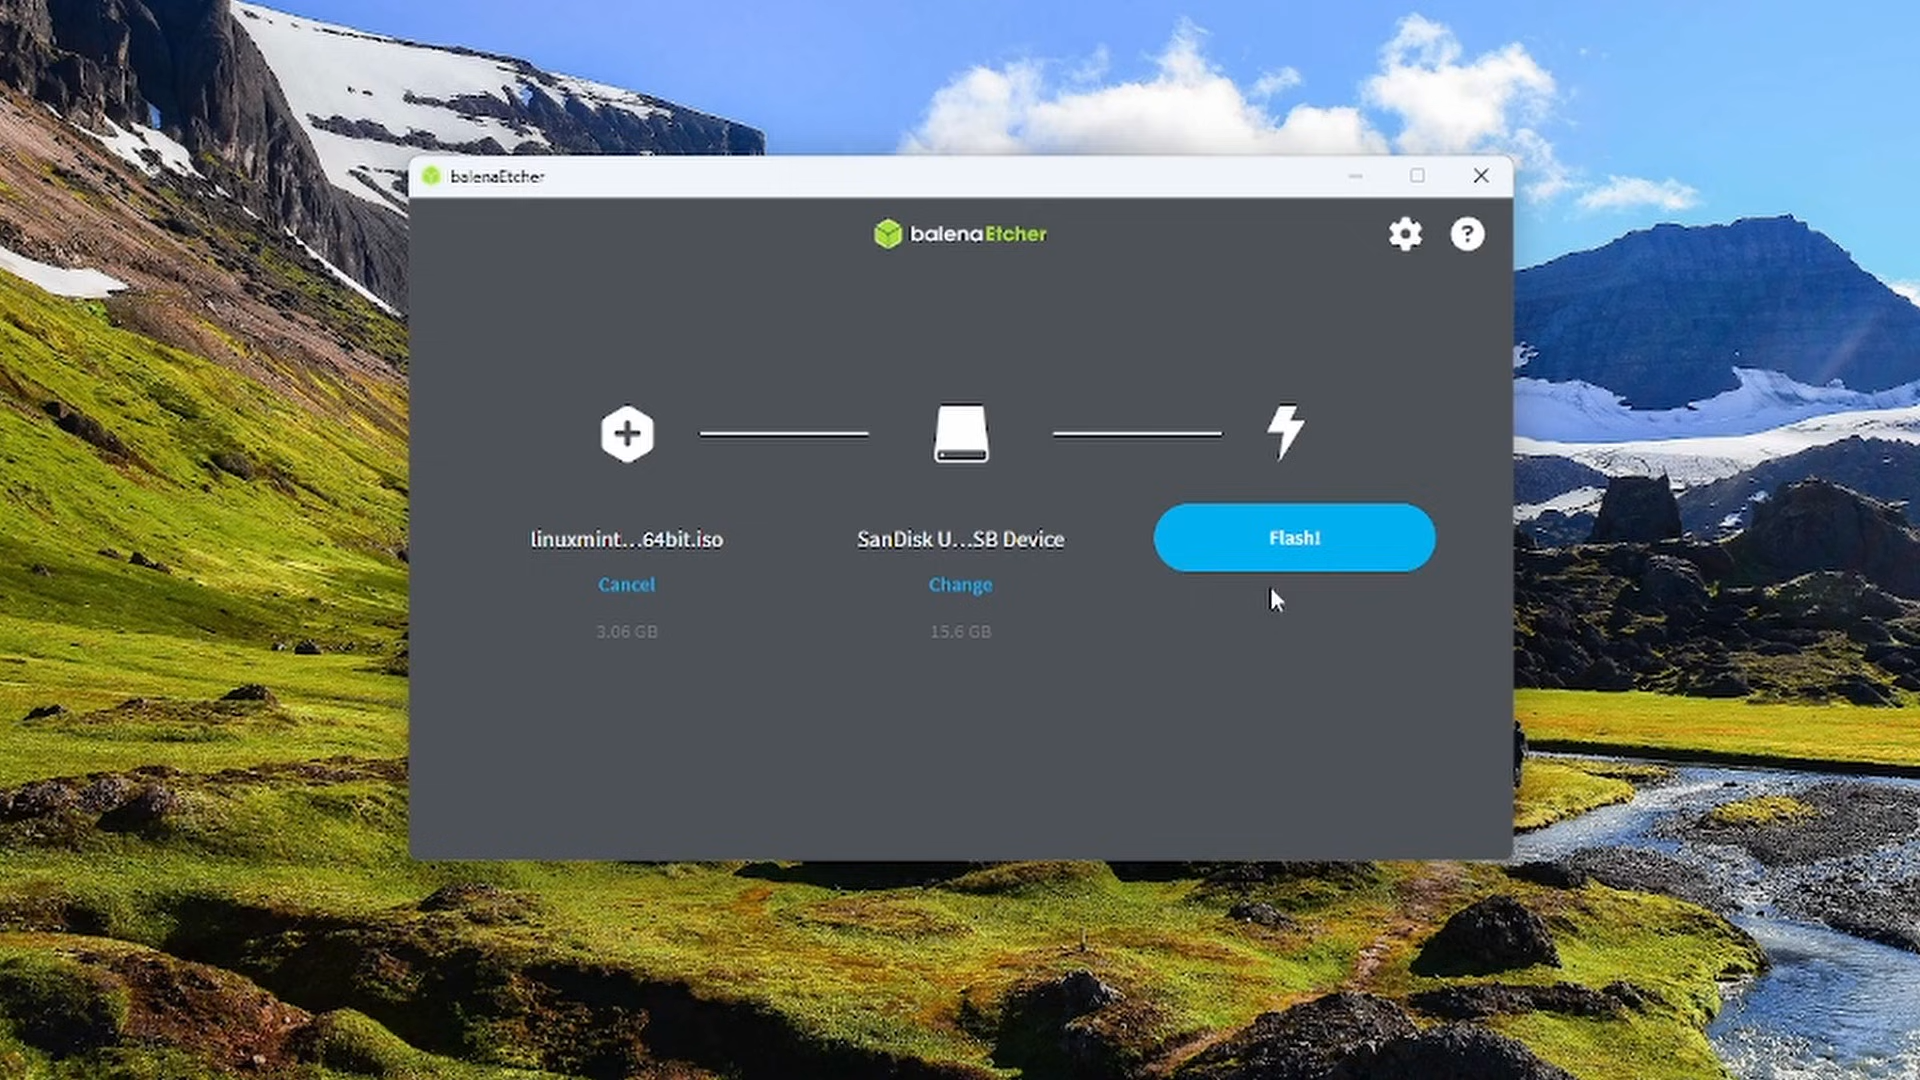 balenaEtcher
balenaEtcher
?
linuxmint...64bit.iso
SanDisk U...SB Device
Flash!
Cancel
Change
3.06 GB
15.6 GB